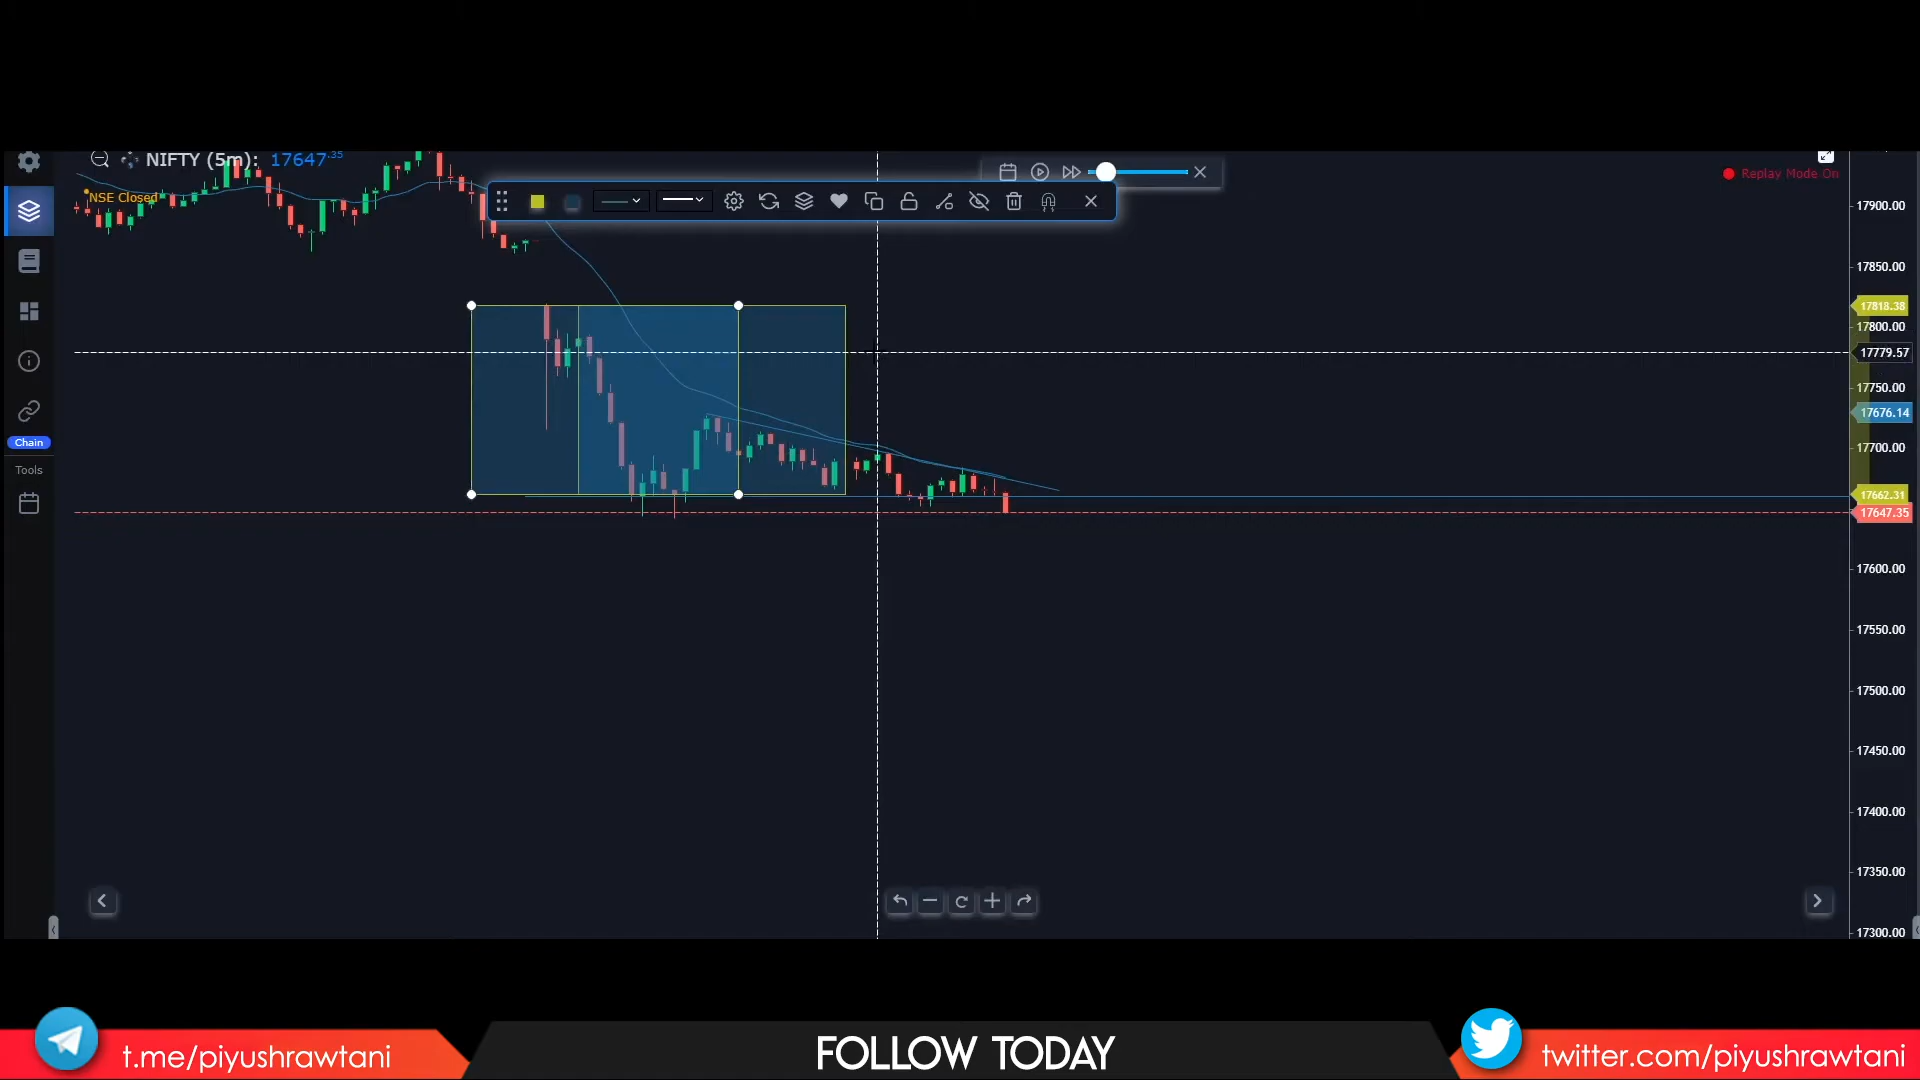 NIFTY (5m): 17647.35
NSE Closed
Replay Mode On
17900.00
17850.00
17818.38
17800.00
17779.57
17750.00
17676.14
17700.00
17662.31
17647.35
17600.00
17550.00
17500.00
17450.00
17400.00
17350.00
17300.00
Chain
Tools
t.me/piyushrawtani
FOLLOW TODAY
twitter.com/piyushrawtani